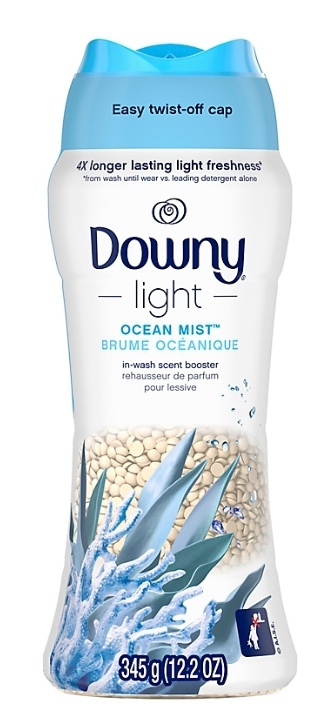 Easy twist-off cap
4X longer lasting light freshness*
*from wash until wear vs. leading detergent alone
Downy®
light
OCEAN MIST™
BRUME OCÉANIQUE
in-wash scent booster
rehausseur de parfum
pour lessive
© A.I.S.E.
345 g (12.2 OZ)